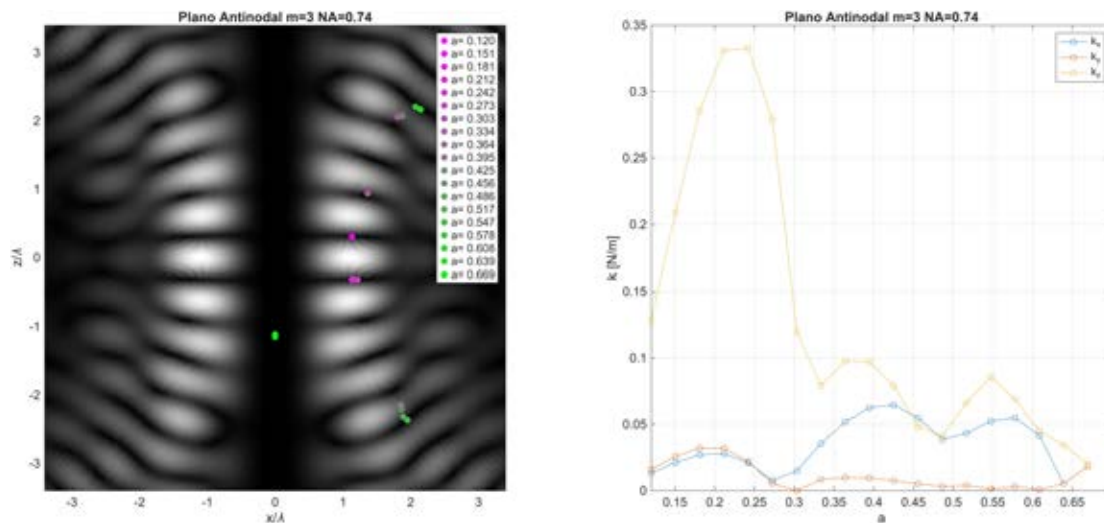 Plano Antinodal m=3 NA=0.74
3
2
1
0
-1
-2
-3
z/λ
-3
-2
-1
0
1
2
3
x/λ
a= 0.120
a= 0.151
a= 0.181
a= 0.212
a= 0.242
a= 0.273
a= 0.303
a= 0.334
a= 0.364
a= 0.395
a= 0.425
a= 0.456
a= 0.486
a= 0.517
a= 0.547
a= 0.578
a= 0.608
a= 0.639
a= 0.669
Plano Antinodal m=3 NA=0.74
0.35
0.3
0.25
0.2
0.15
0.1
0.05
0
k [N/m]
0.15
0.2
0.25
0.3
0.35
0.4
0.45
0.5
0.55
0.6
0.65
a